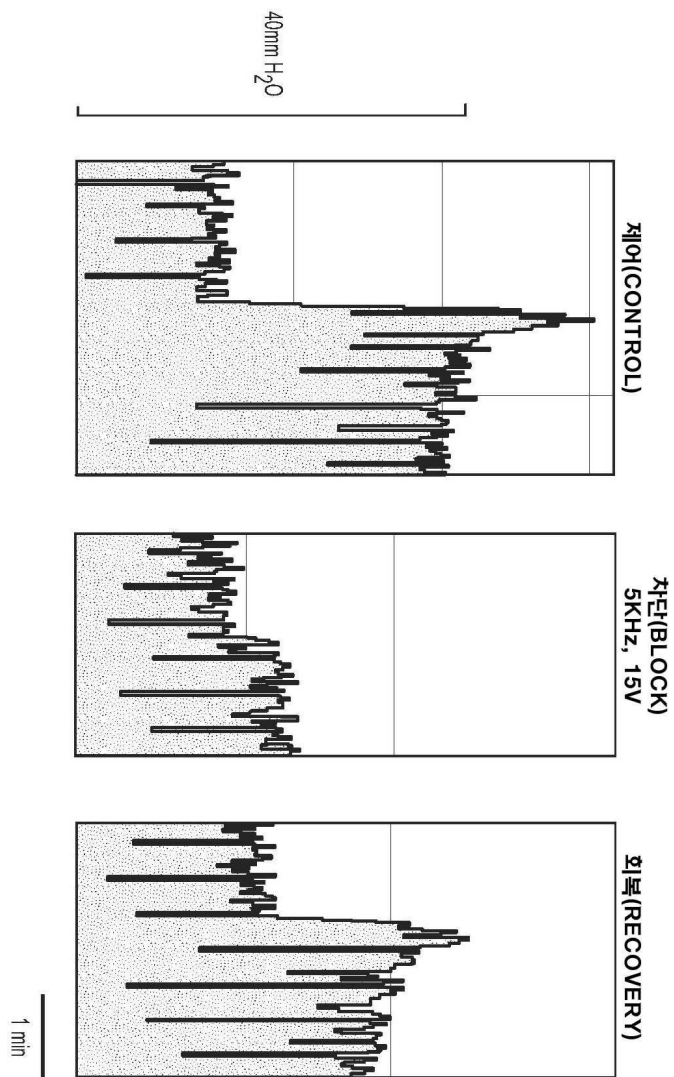 40mm H₂O
제어(CONTROL)
차단(BLOCK)
5KHz, 15V
회복(RECOVERY)
1 min